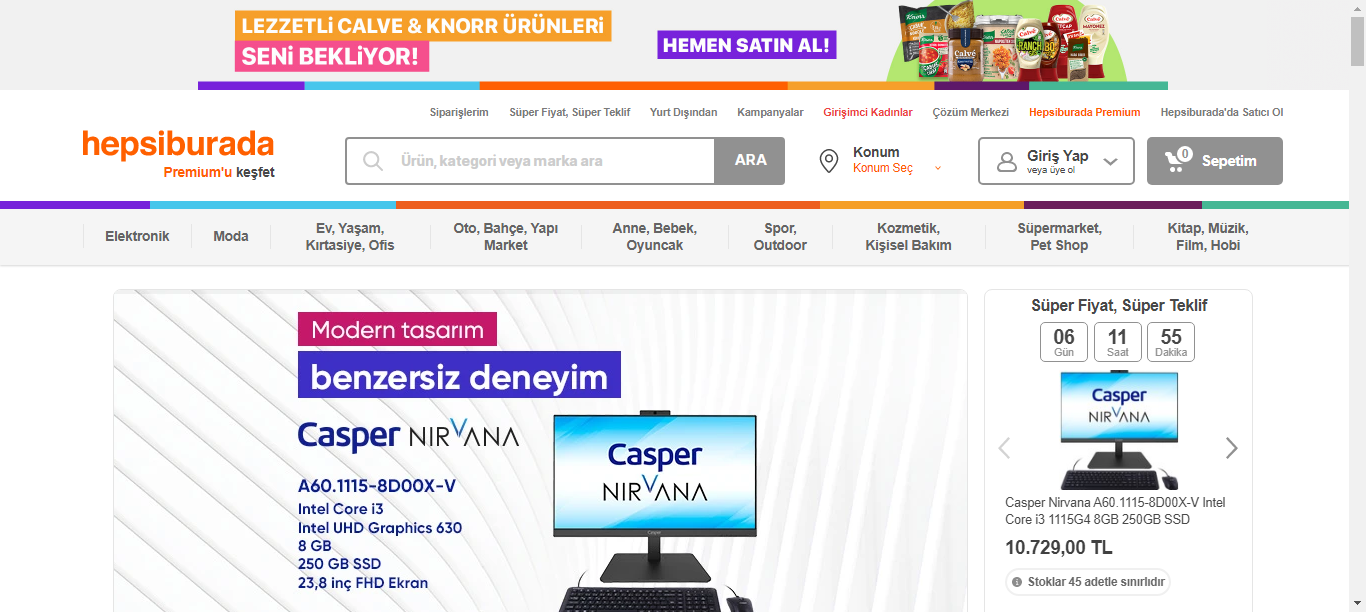 LEZZETLİ CALVE & KNORR ÜRÜNLERİ
SENİ BEKLİYOR!
HEMEN SATIN AL!
Knorr
Calvé
RANCH
BBQ
Siparişlerim
Süper Fiyat, Süper Teklif
Yurt Dışından
Kampanyalar
Girişimci Kadınlar
Çözüm Merkezi
Hepsiburada Premium
Hepsiburada'da Satıcı Ol
hepsiburada
Premium'u keşfet
Ürün, kategori veya marka ara
ARA
Konum
Konum Seç
Giriş Yap
veya üye ol
0
Sepetim
Elektronik
Moda
Ev, Yaşam,
Kırtasiye, Ofis
Oto, Bahçe, Yapı
Market
Anne, Bebek,
Oyuncak
Spor,
Outdoor
Kozmetik,
Kişisel Bakım
Süpermarket,
Pet Shop
Kitap, Müzik,
Film, Hobi
Modern tasarım
benzersiz deneyim
Casper NIRVANA
A60.1115-8D00X-V
Intel Core i3
Intel UHD Graphics 630
8 GB
250 GB SSD
23,8 inç FHD Ekran
Casper
NIRVANA
Casper
Süper Fiyat, Süper Teklif
06
Gün
11
Saat
55
Dakika
Casper
NIRVANA
Casper Nirvana A60.1115-8D00X-V Intel
Core i3 1115G4 8GB 250GB SSD
10.729,00 TL
Stoklar 45 adetle sınırlıdır